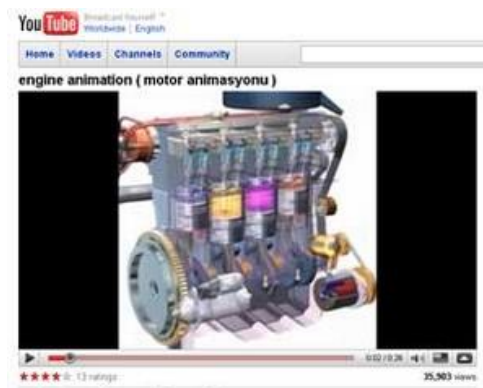 YouTube Broadcast Yourself ™
Worldwide | English
Home Videos Channels Community
engine animation ( motor animasyonu )
0:02 / 0:26
13 ratings
35,903 views